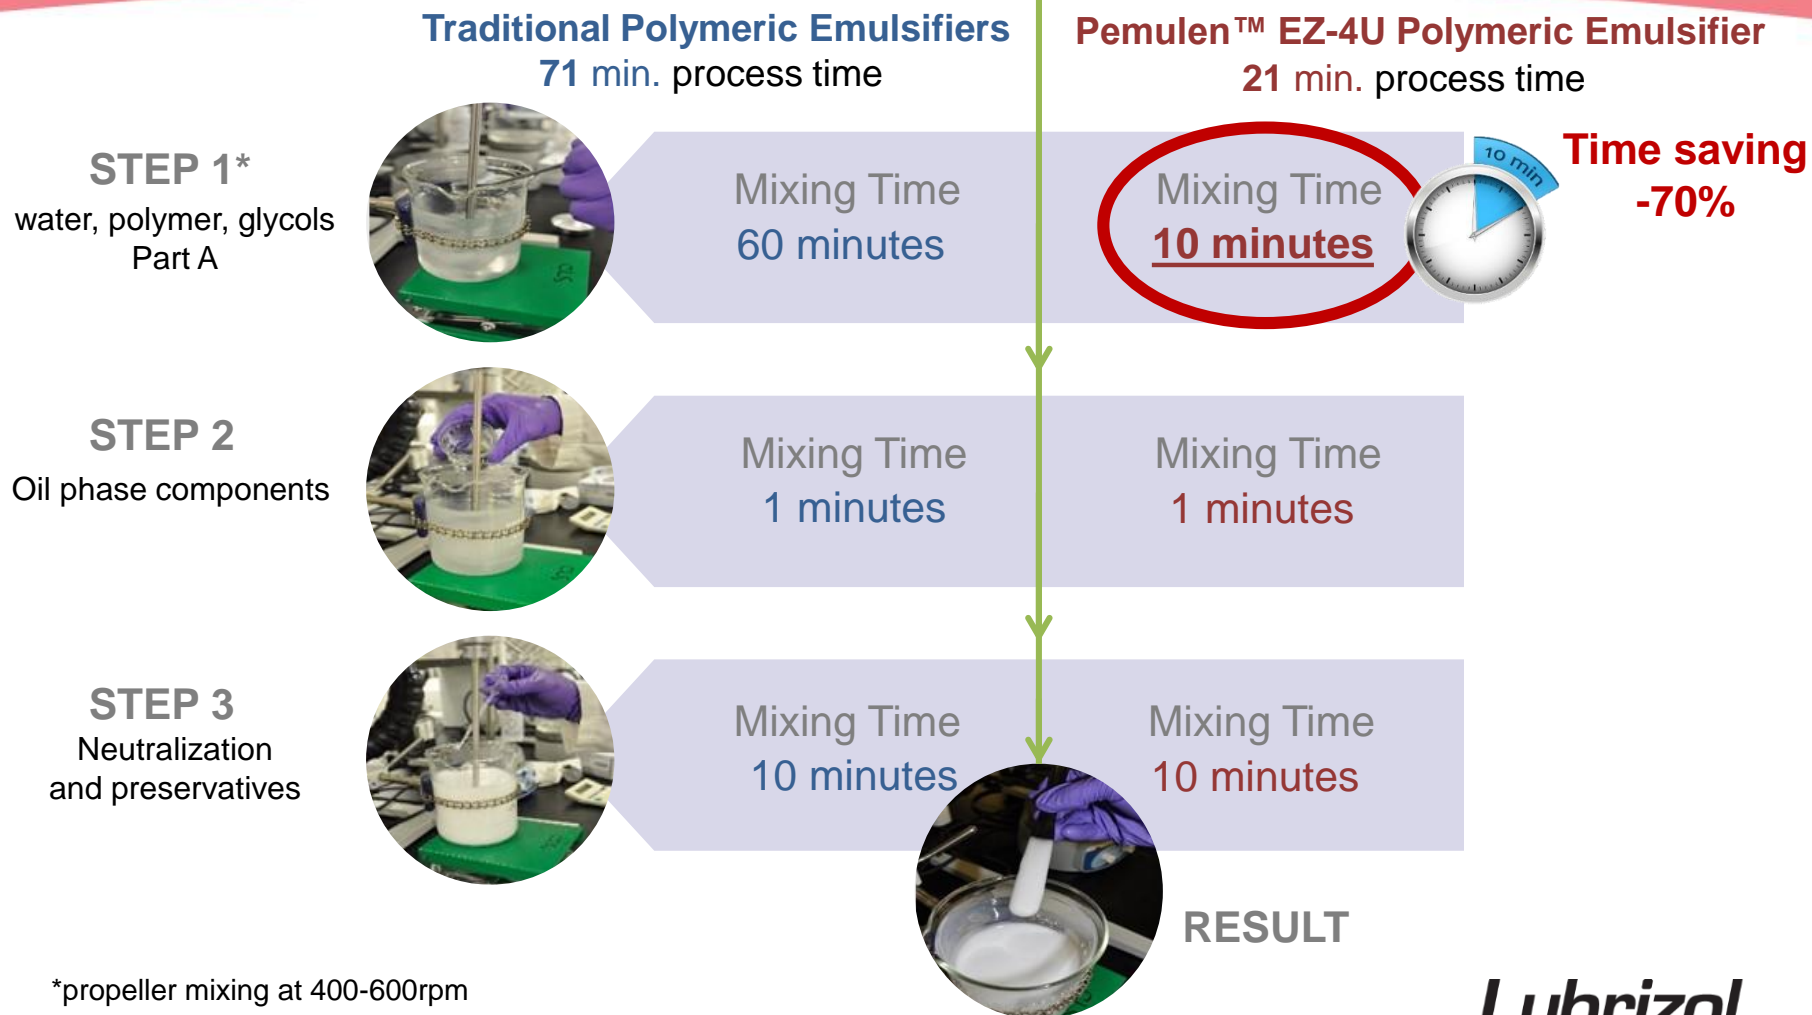 Traditional Polymeric Emulsifiers
71 min. process time
Pemulen™ EZ-4U Polymeric Emulsifier
21 min. process time
STEP 1*
water, polymer, glycols
Part A
Mixing Time
60 minutes
Mixing Time
10 minutes
10 min
Time saving
-70%
STEP 2
Oil phase components
Mixing Time
1 minutes
Mixing Time
1 minutes
STEP 3
Neutralization
and preservatives
Mixing Time
10 minutes
Mixing Time
10 minutes
RESULT
*propeller mixing at 400-600rpm
Lubrizol